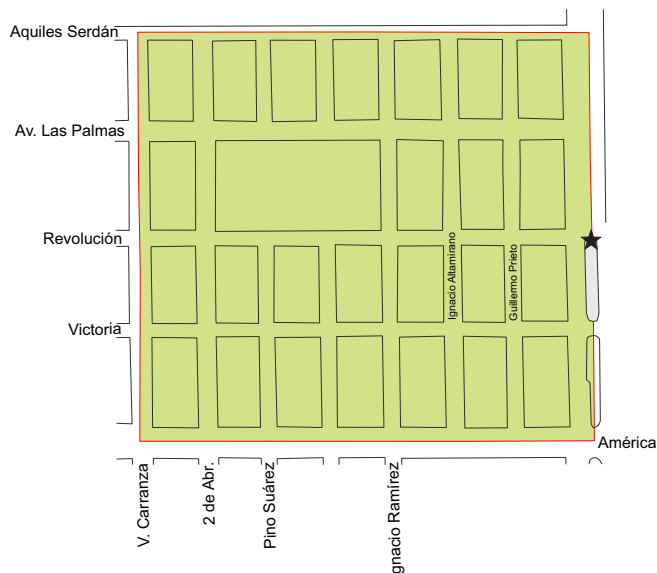 Aquiles Serdán
Av. Las Palmas
Revolución
Ignacio Altamirano
Guillermo Prieto
Victoria
América
V. Carranza
2 de Abr.
Pino Suárez
gnacio Ramírez